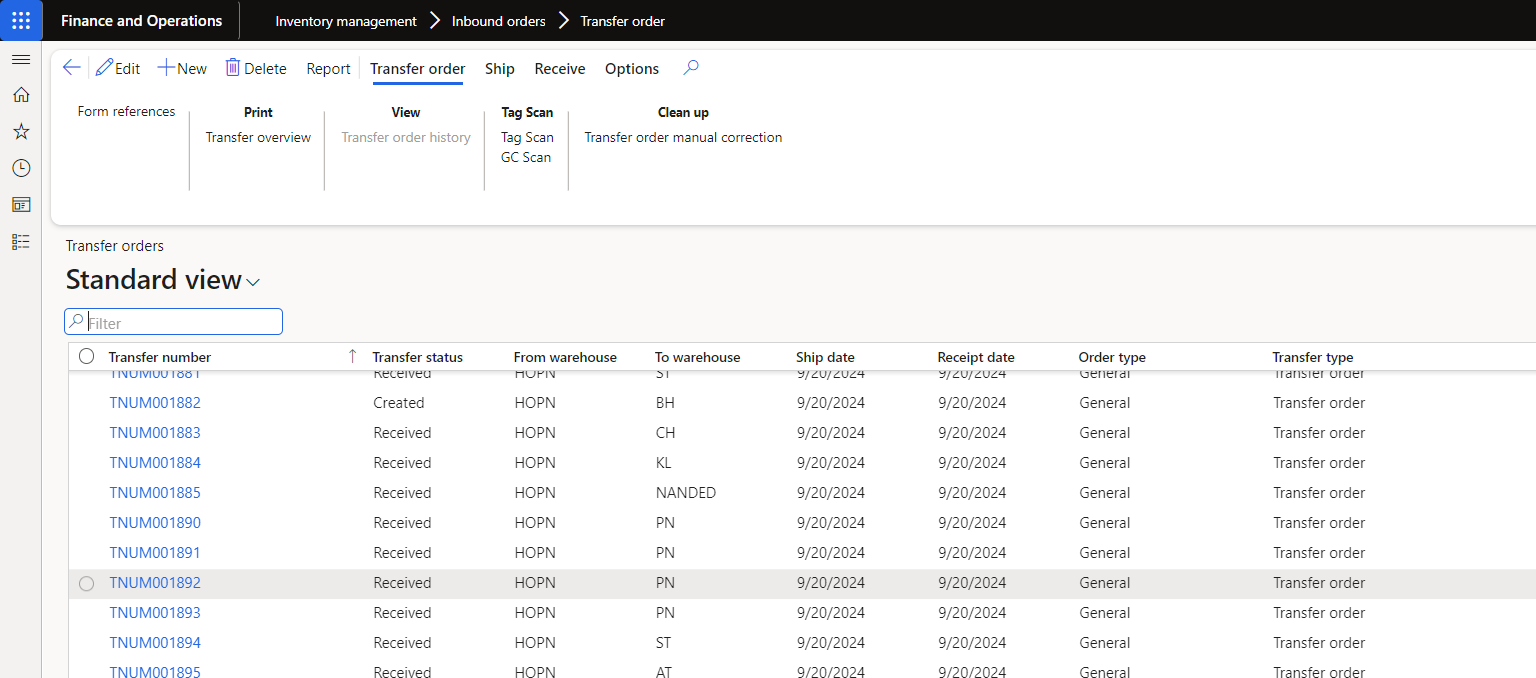 Finance and Operations Inventory management Inbound orders Transfer order
Edit New Delete Report Transfer order Ship Receive Options
Form references Print View Tag Scan Clean up
Transfer overview Transfer order history Tag Scan Transfer order manual correction
GC Scan
Transfer orders
Standard view
Filter
Transfer number Transfer status From warehouse To warehouse Ship date Receipt date Order type Transfer type
TNUM001881 Received HOPN ST 9/20/2024 9/20/2024 General Transfer order
TNUM001882 Created HOPN BH 9/20/2024 9/20/2024 General Transfer order
TNUM001883 Received HOPN CH 9/20/2024 9/20/2024 General Transfer order
TNUM001884 Received HOPN KL 9/20/2024 9/20/2024 General Transfer order
TNUM001885 Received HOPN NANDED 9/20/2024 9/20/2024 General Transfer order
TNUM001890 Received HOPN PN 9/20/2024 9/20/2024 General Transfer order
TNUM001891 Received HOPN PN 9/20/2024 9/20/2024 General Transfer order
TNUM001892 Received HOPN PN 9/20/2024 9/20/2024 General Transfer order
TNUM001893 Received HOPN PN 9/20/2024 9/20/2024 General Transfer order
TNUM001894 Received HOPN ST 9/20/2024 9/20/2024 General Transfer order
TNUM001895 Received HOPN AT 9/20/2024 9/20/2024 General Transfer order